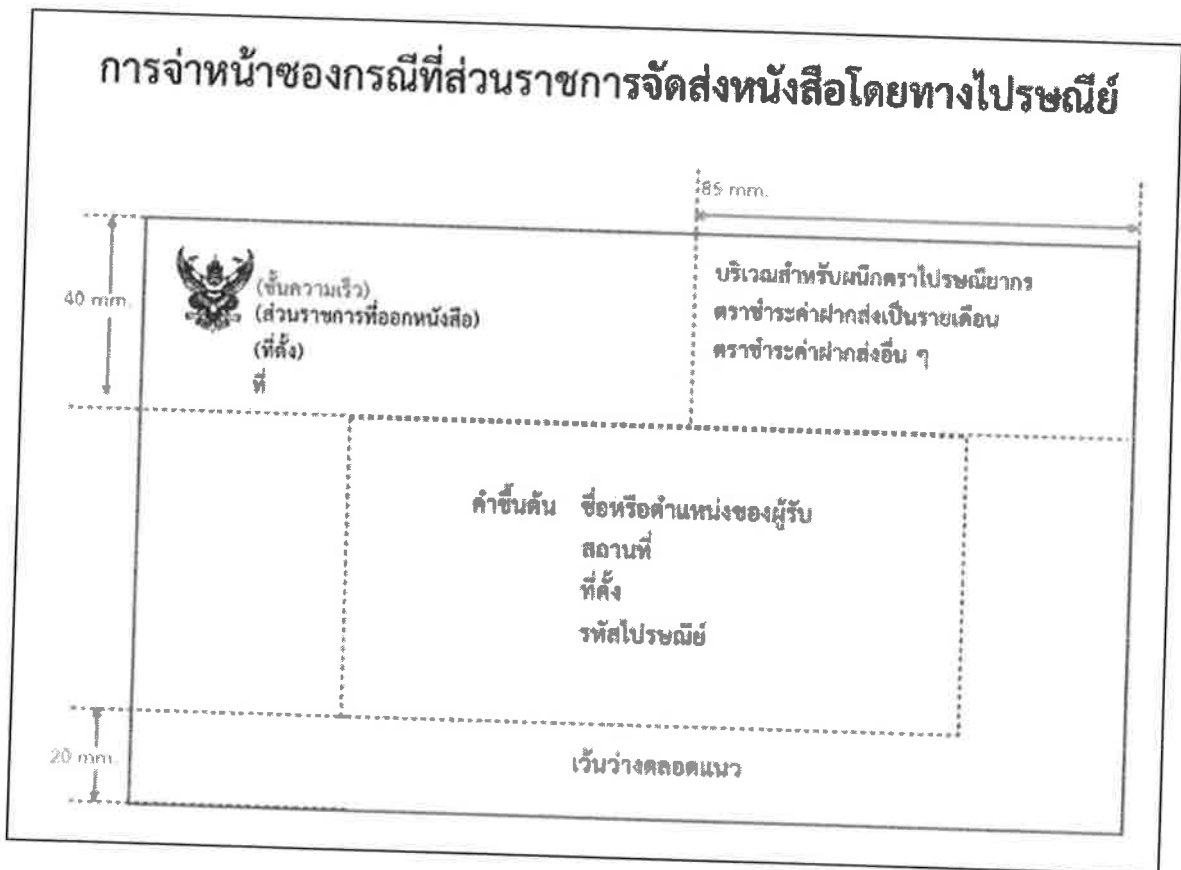 การจ่าหน้าซองกรณีที่ส่วนราชการจัดส่งหนังสือโดยทางไปรษณีย์
85 mm.
40 mm.
(ชั้นความเร็ว)
(ส่วนราชการที่ออกหนังสือ)
(ที่ตั้ง)
ที่
บริเวณสำหรับผนึกตราไปรษณียากร
ตราชำระค่าฝากส่งเป็นรายเดือน
ตราชำระค่าฝากส่งอื่น ๆ
คำขึ้นต้น ชื่อหรือตำแหน่งของผู้รับ
สถานที่
ที่ตั้ง
รหัสไปรษณีย์
20 mm.
เว้นว่างตลอดแนว